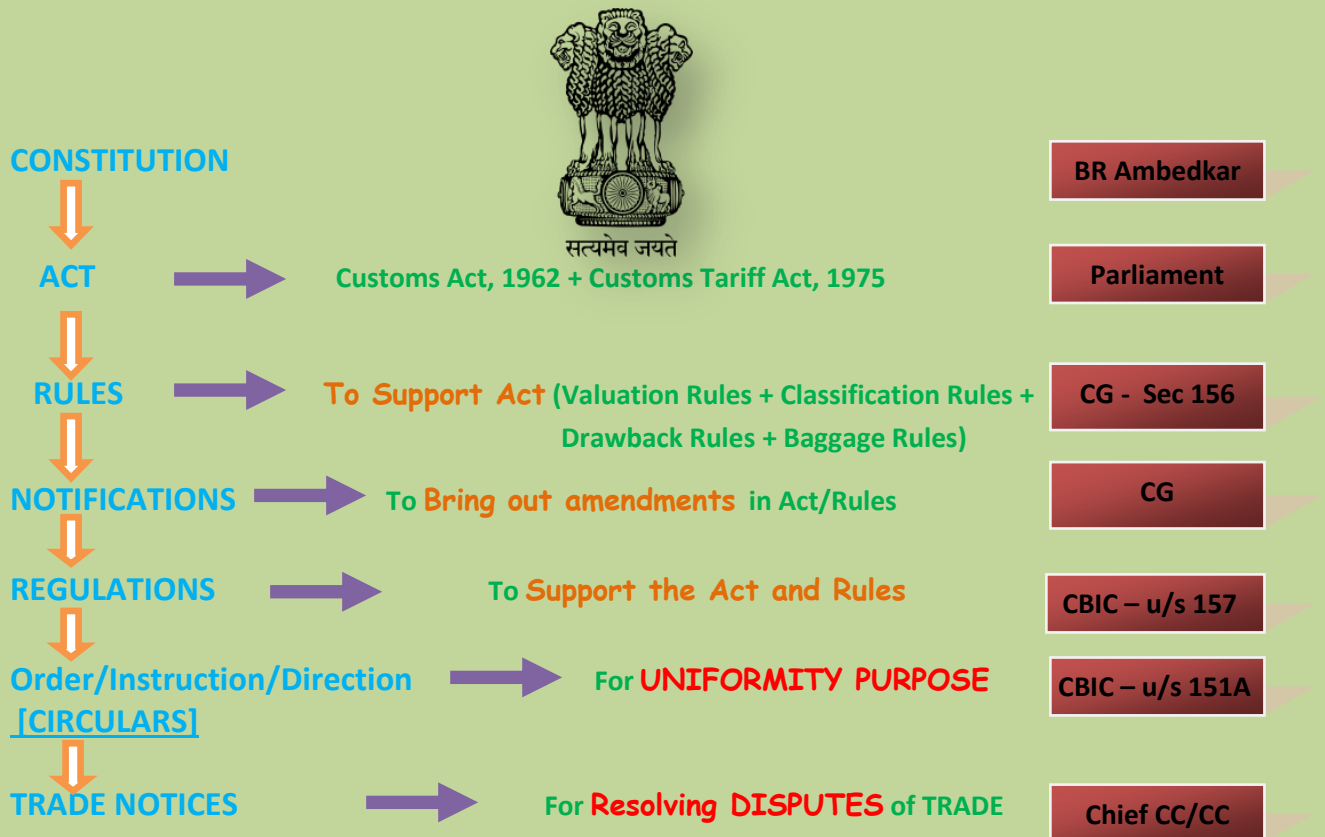 सत्यमेव जयते
CONSTITUTION
BR Ambedkar
ACT
Customs Act, 1962 + Customs Tariff Act, 1975
Parliament
RULES
To Support Act (Valuation Rules + Classification Rules +
Drawback Rules + Baggage Rules)
CG - Sec 156
NOTIFICATIONS
To Bring out amendments in Act/Rules
CG
REGULATIONS
To Support the Act and Rules
CBIC – u/s 157
Order/Instruction/Direction
[CIRCULARS]
For UNIFORMITY PURPOSE
CBIC – u/s 151A
TRADE NOTICES
For Resolving DISPUTES of TRADE
Chief CC/CC